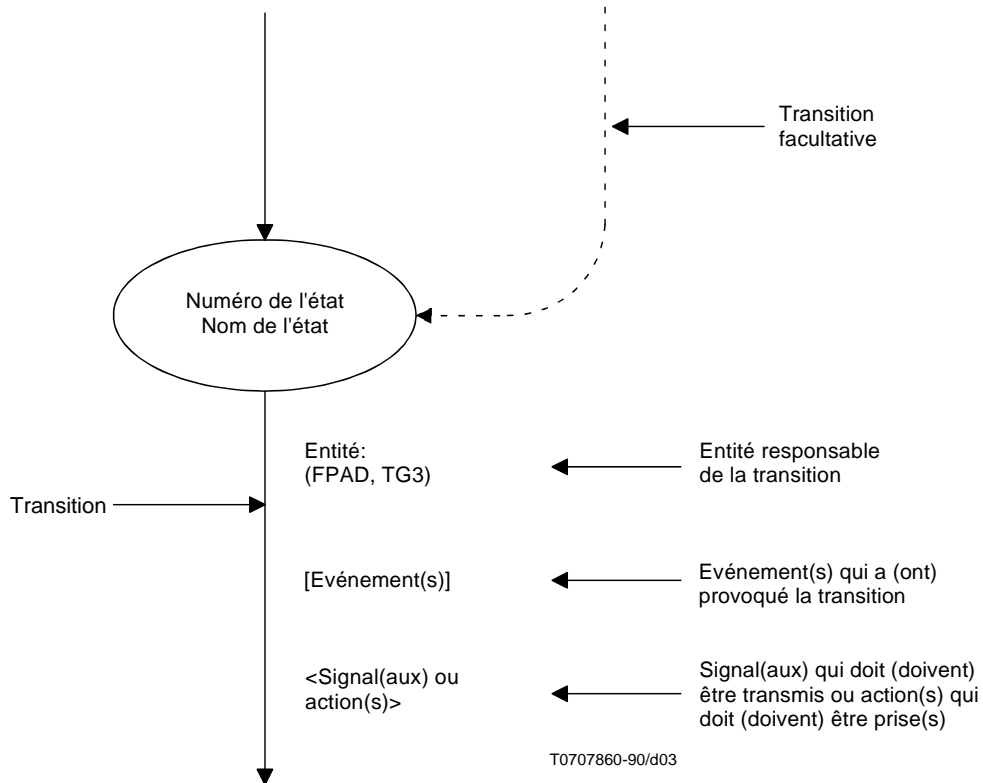 Transition
facultative
Numéro de l'état
Nom de l'état
Entité:
(FPAD, TG3)
Entité responsable
de la transition
Transition
[Evénement(s)]
Evénement(s) qui a (ont)
provoqué la transition
<Signal(aux) ou
action(s)>
Signal(aux) qui doit (doivent)
être transmis ou action(s) qui
doit (doivent) être prise(s)
T0707860-90/d03